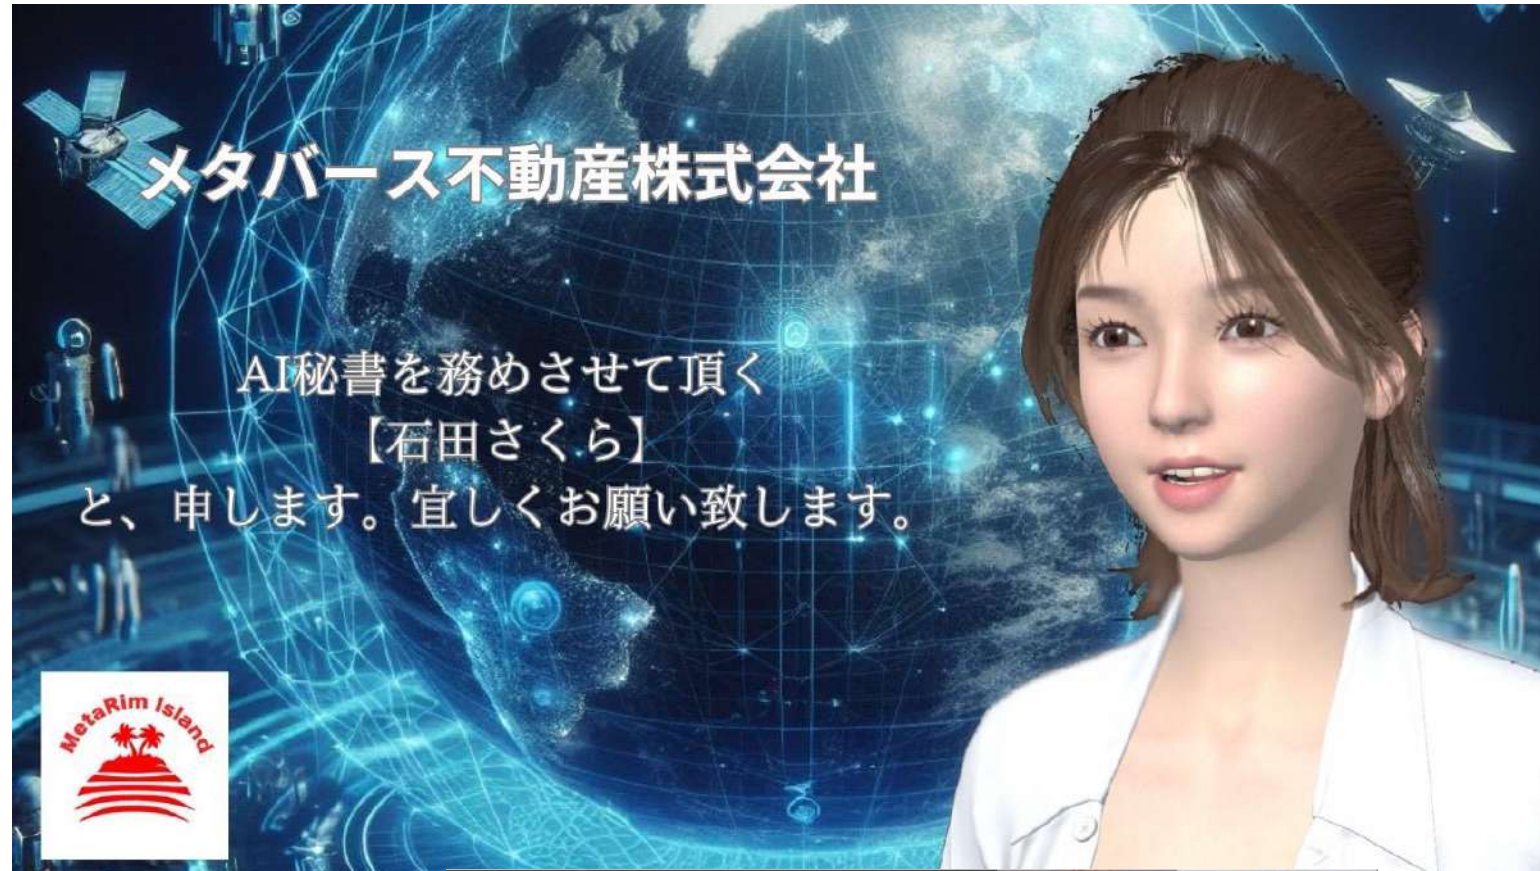 メタバース不動産株式会社
AI秘書を務めさせて頂く
【石田さくら】
と、申します。宜しくお願い致します。
MetaRim Island